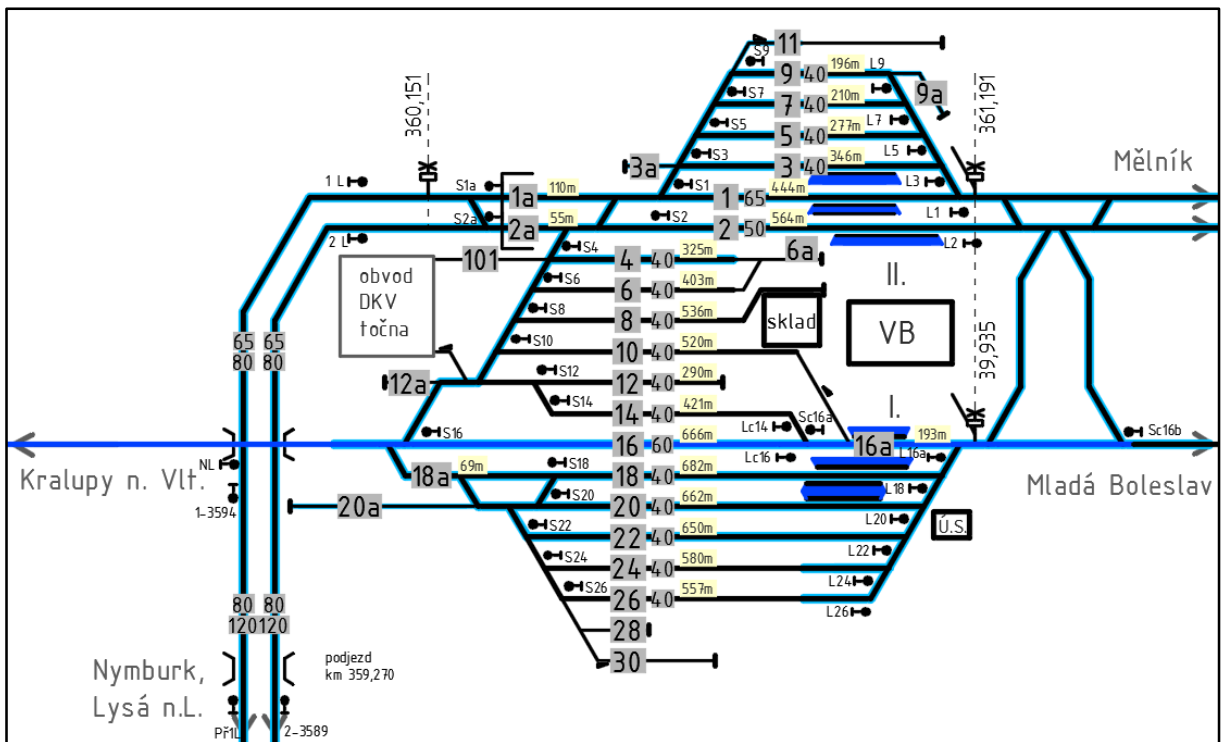 11
S9
9 40 196m L9
9a
S7
7 40 210m
360,151
361,191
S5
5 40 277m L7
S3
3a
3 40 346m L5
Mělník
1 L
S1a
1a 110m
S1
1 65 444m
L3
S2a
2a 55m
S2
2 50 564m
L1
2 L
S4
L2
101
4 40 325m
6a
obvod
DKV
točna
S6
6 40 403m
II.
S8
8 40 536m
sklad
VB
65 65
80 80
S10
10 40 520m
39,935
12a
S12
12 40 290m
S14
14 40 421m
Sc16a
I.
Lc14
S16
16 60 666m
16a 193m
Sc16b
NL
Kralupy n. Vlt.
Lc16
L16a
18a 69m
S18
18 40 682m
Mladá Boleslav
1-3594
20a
S20
20 40 662m
L18
S22
22 40 650m
L20
Ú.S.
S24
24 40 580m
L22
S26
26 40 557m
L24
L26
80 80
120 120
28
30
Nymburk,
Lysá n.L.
podjezd
km 359,270
Př1L
2-3589